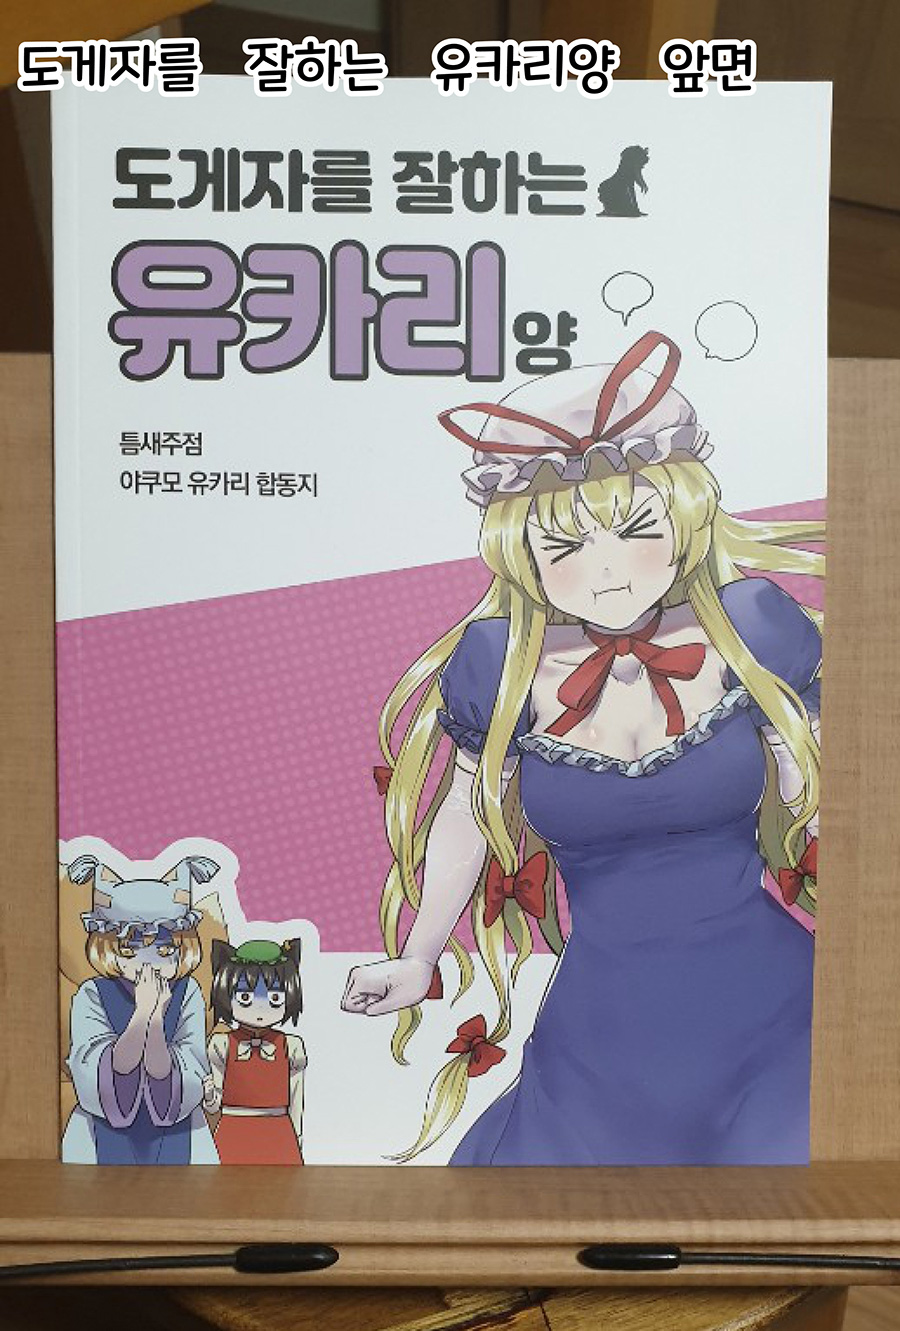 도게자를 잘하는 유카리양 앞면
도게자를 잘하는
유카리양
틈새주점
야쿠모 유카리 합동지